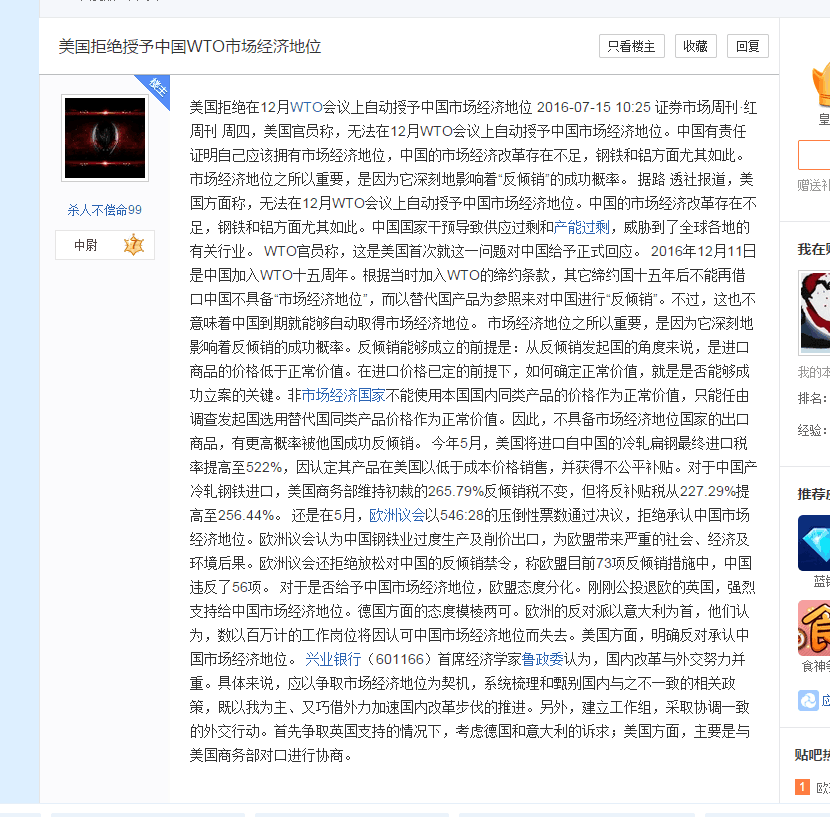 美国拒绝授予中国WTO市场经济地位
只看楼主
收藏
回复
楼主
杀人不偿命99
中尉
7
美国拒绝在12月WTO会议上自动授予中国市场经济地位 2016-07-15 10:25 证券市场周刊·红
周刊 周四，美国官员称，无法在12月WTO会议上自动授予中国市场经济地位。中国有责任
证明自己应该拥有市场经济地位，中国的市场经济改革存在不足，钢铁和铝方面尤其如此。
市场经济地位之所以重要，是因为它深刻地影响着“反倾销”的成功概率。 据路 透社报道，美
国方面称，无法在12月WTO会议上自动授予中国市场经济地位。中国的市场经济改革存在不
足，钢铁和铝方面尤其如此。中国国家干预导致供应过剩和产能过剩，威胁到了全球各地的
有关行业。 WTO官员称，这是美国首次就这一问题对中国给予正式回应。 2016年12月11日
是中国加入WTO十五周年。根据当时加入WTO的缔约条款，其它缔约国十五年后不能再借
口中国不具备“市场经济地位”，而以替代国产品为参照来对中国进行“反倾销”。不过，这也不
意味着中国到期就能够自动取得市场经济地位。 市场经济地位之所以重要，是因为它深刻地
影响着反倾销的成功概率。反倾销能够成立的前提是：从反倾销发起国的角度来说，是进口
商品的价格低于正常价值。在进口价格已定的前提下，如何确定正常价值，就是是否能够成
功立案的关键。非市场经济国家不能使用本国国内同类产品的价格作为正常价值，只能任由
调查发起国选用替代国同类产品价格作为正常价值。因此，不具备市场经济地位国家的出口
商品，有更高概率被他国成功反倾销。 今年5月，美国将进口自中国的冷轧扁钢最终进口税
率提高至522%，因认定其产品在美国以低于成本价格销售，并获得不公平补贴。对于中国产
冷轧钢铁进口，美国商务部维持初裁的265.79%反倾销税不变，但将反补贴税从227.29%提
高至256.44%。 还是在5月，欧洲议会以546:28的压倒性票数通过决议，拒绝承认中国市场
经济地位。欧洲议会认为中国钢铁业过度生产及削价出口，为欧盟带来严重的社会、经济及
环境后果。欧洲议会还拒绝放松对中国的反倾销禁令，称欧盟目前73项反倾销措施中，中国
违反了56项。 对于是否给予中国市场经济地位，欧盟态度分化。刚刚公投退欧的英国，强烈
支持给中国市场经济地位。德国方面的态度模棱两可。欧洲的反对派以意大利为首，他们认
为，数以百万计的工作岗位将因认可中国市场经济地位而失去。美国方面，明确反对承认中
国市场经济地位。 兴业银行（601166）首席经济学家鲁政委认为，国内改革与外交努力并
重。具体来说，应以争取市场经济地位为契机，系统梳理和甄别国内与之不一致的相关政
策，既以我为主、又巧借外力加速国内改革步伐的推进。另外，建立工作组，采取协调一致
的外交行动。首先争取英国支持的情况下，考虑德国和意大利的诉求；美国方面，主要是与
美国商务部对口进行协商。
皇
赠送补
我在贴
我的本
排名：
经验：
推荐应
蓝钻
食神争
应
贴吧热
1 欧